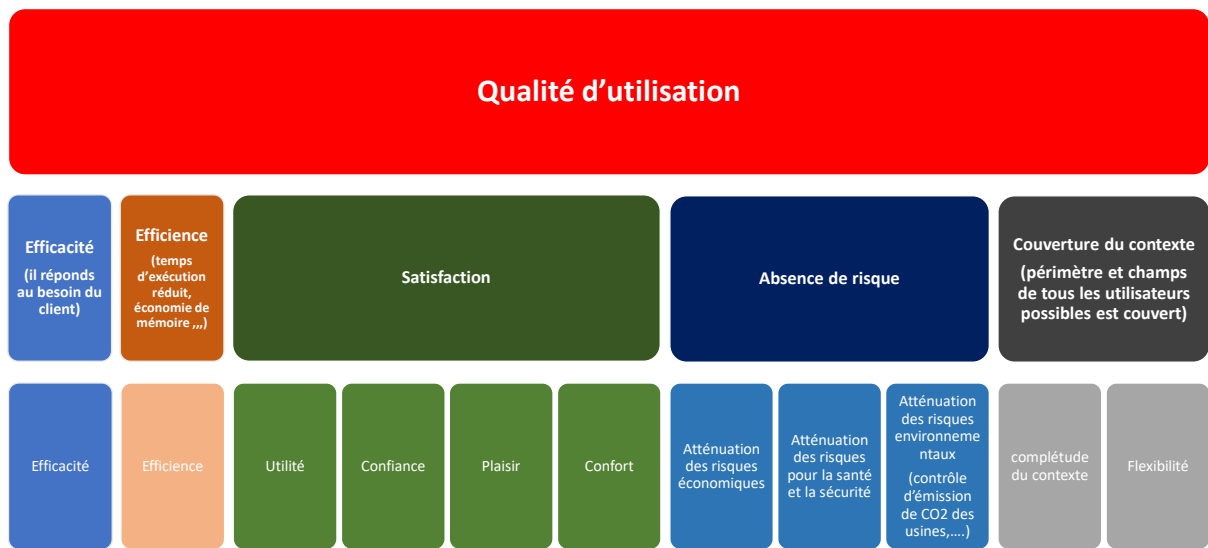 Qualité d'utilisation
Efficacité
(il réponds
au besoin du
client)
Efficience
(temps
d'exécution
réduit,
économie de
mémoire ,,,)
Satisfaction
Absence de risque
Couverture du contexte
(périmètre et champs
de tous les utilisateurs
possibles est couvert)
Efficacité
Efficience
Utilité
Confiance
Plaisir
Confort
Atténuation
des risques
économiques
Atténuation
des risques
pour la santé
et la sécurité
Atténuation
des risques
environneme
ntaux
(contrôle
d'émission
de CO2 des
usines,....)
complétude
du contexte
Flexibilité